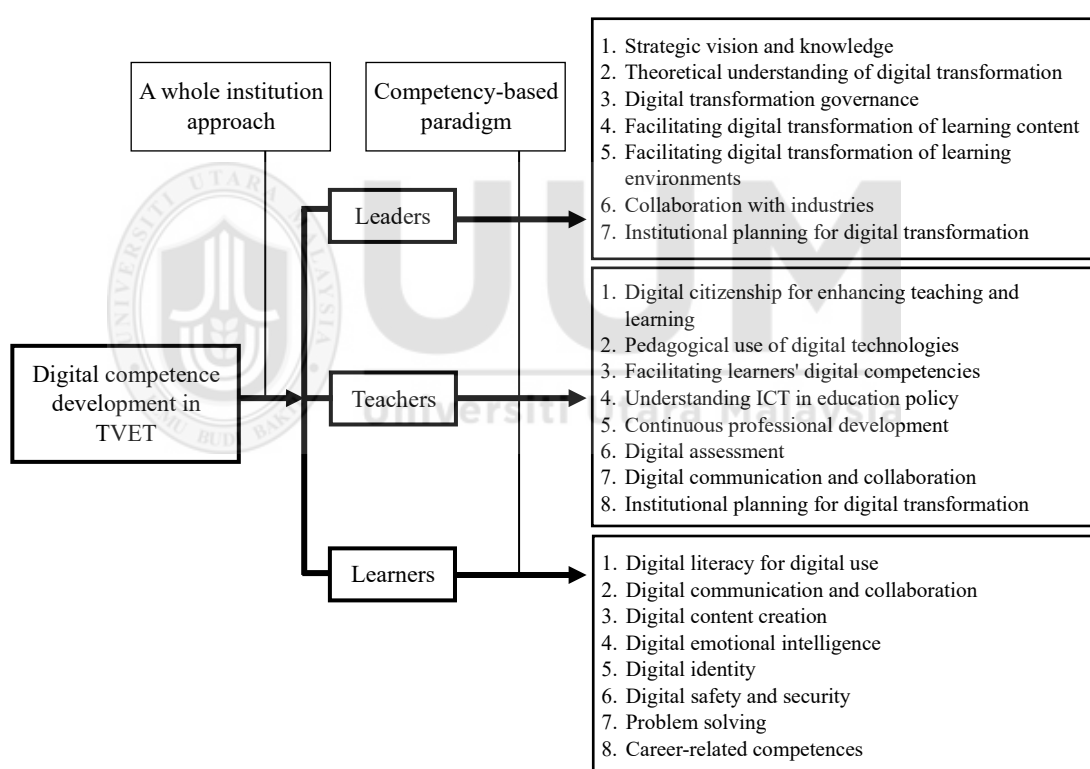 A whole institution
approach
Competency-based
paradigm
Digital competence
development in
TVET
Leaders
Teachers
Learners
1. Strategic vision and knowledge
2. Theoretical understanding of digital transformation
3. Digital transformation governance
4. Facilitating digital transformation of learning content
5. Facilitating digital transformation of learning
environments
6. Collaboration with industries
7. Institutional planning for digital transformation
1. Digital citizenship for enhancing teaching and
learning
2. Pedagogical use of digital technologies
3. Facilitating learners' digital competencies
4. Understanding ICT in education policy
5. Continuous professional development
6. Digital assessment
7. Digital communication and collaboration
8. Institutional planning for digital transformation
1. Digital literacy for digital use
2. Digital communication and collaboration
3. Digital content creation
4. Digital emotional intelligence
5. Digital identity
6. Digital safety and security
7. Problem solving
8. Career-related competences
UUM
Universiti Utara Malaysia
UNIVERSITI UTARA MALAYSIA